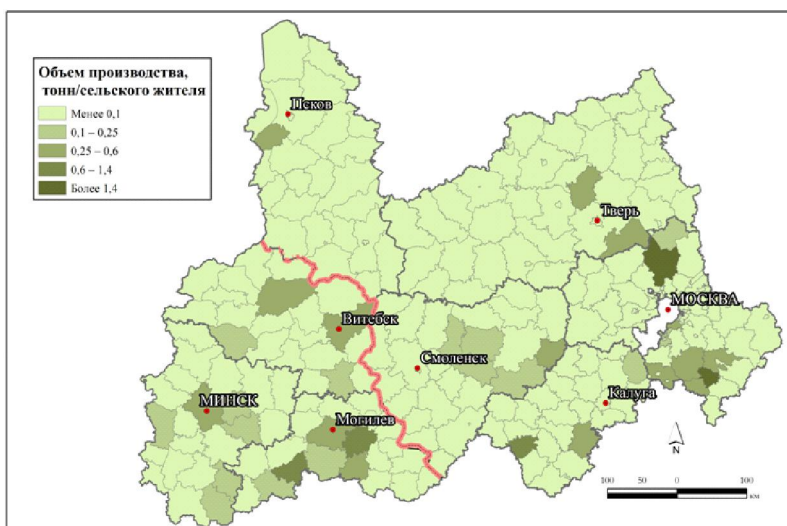 Объем производства,
тонн/сельского жителя
Менее 0,1
0,1 – 0,25
0,25 – 0,6
0,6 – 1,4
Более 1,4
Псков
Тверь
МОСКВА
Витебск
Смоленск
Калуга
МИНСК
Могилев
N
100 50 0 100
км